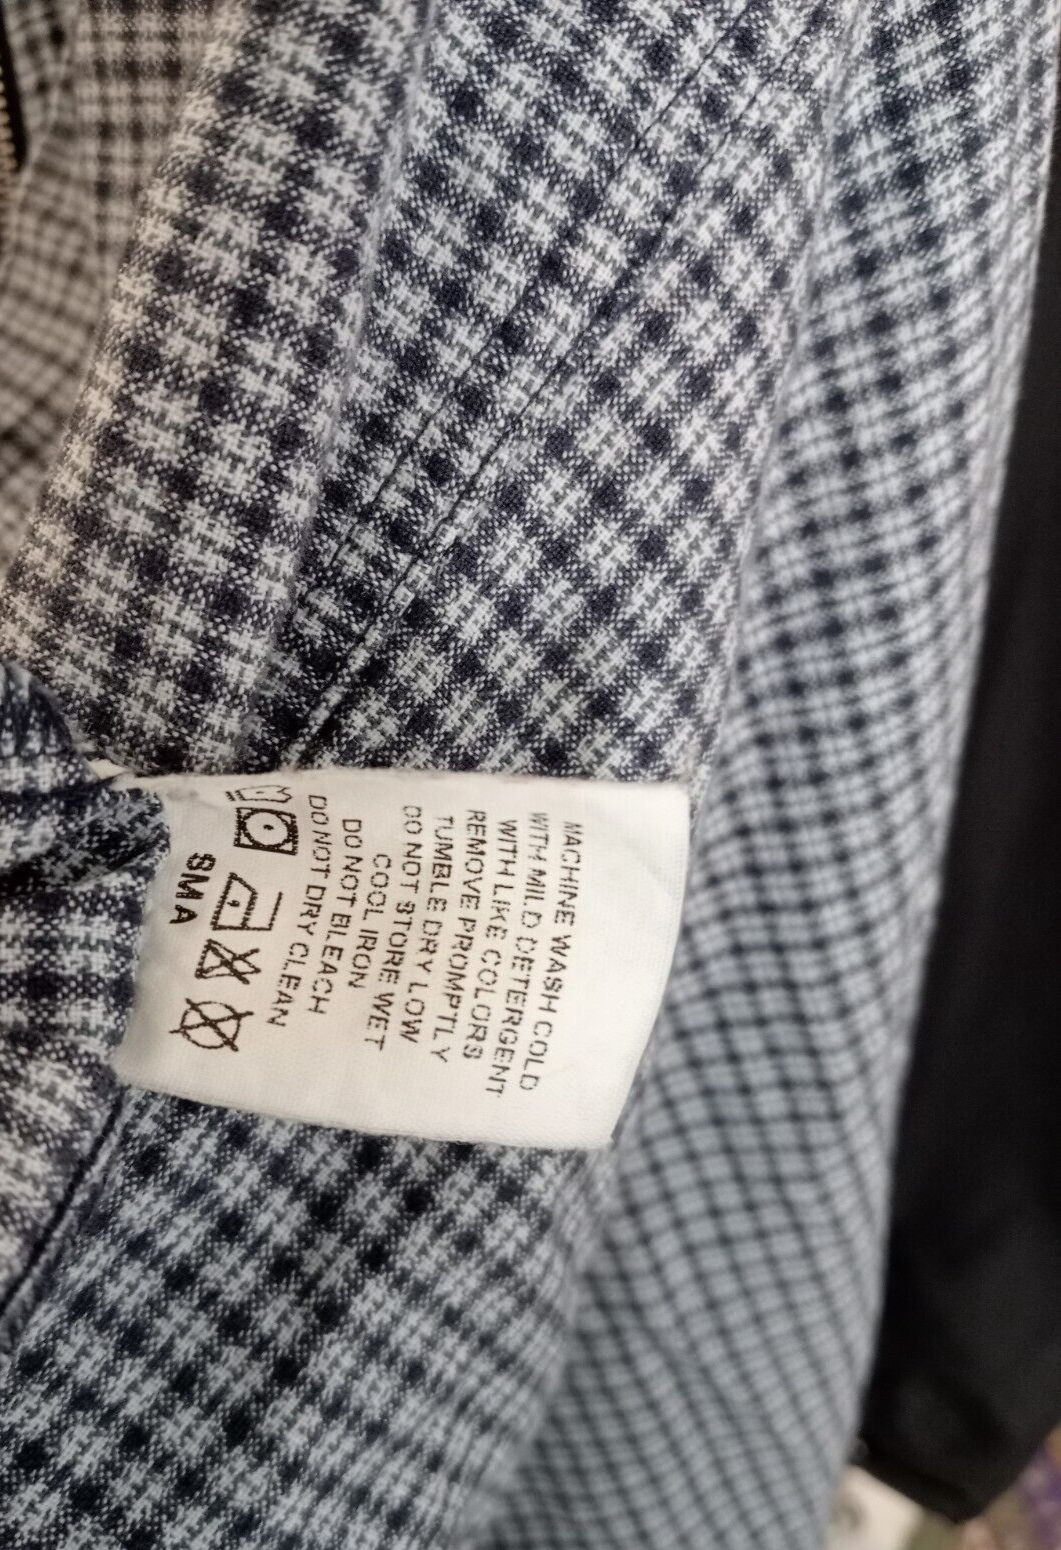 MACHINE WASH COLD
WITH MILD DETERGENT
WITH LIKE COLORS
REMOVE PROMPTLY
TUMBLE DRY LOW
DO NOT STORE WET
COOL IRON
DO NOT BLEACH
DO NOT DRY CLEAN
SMA